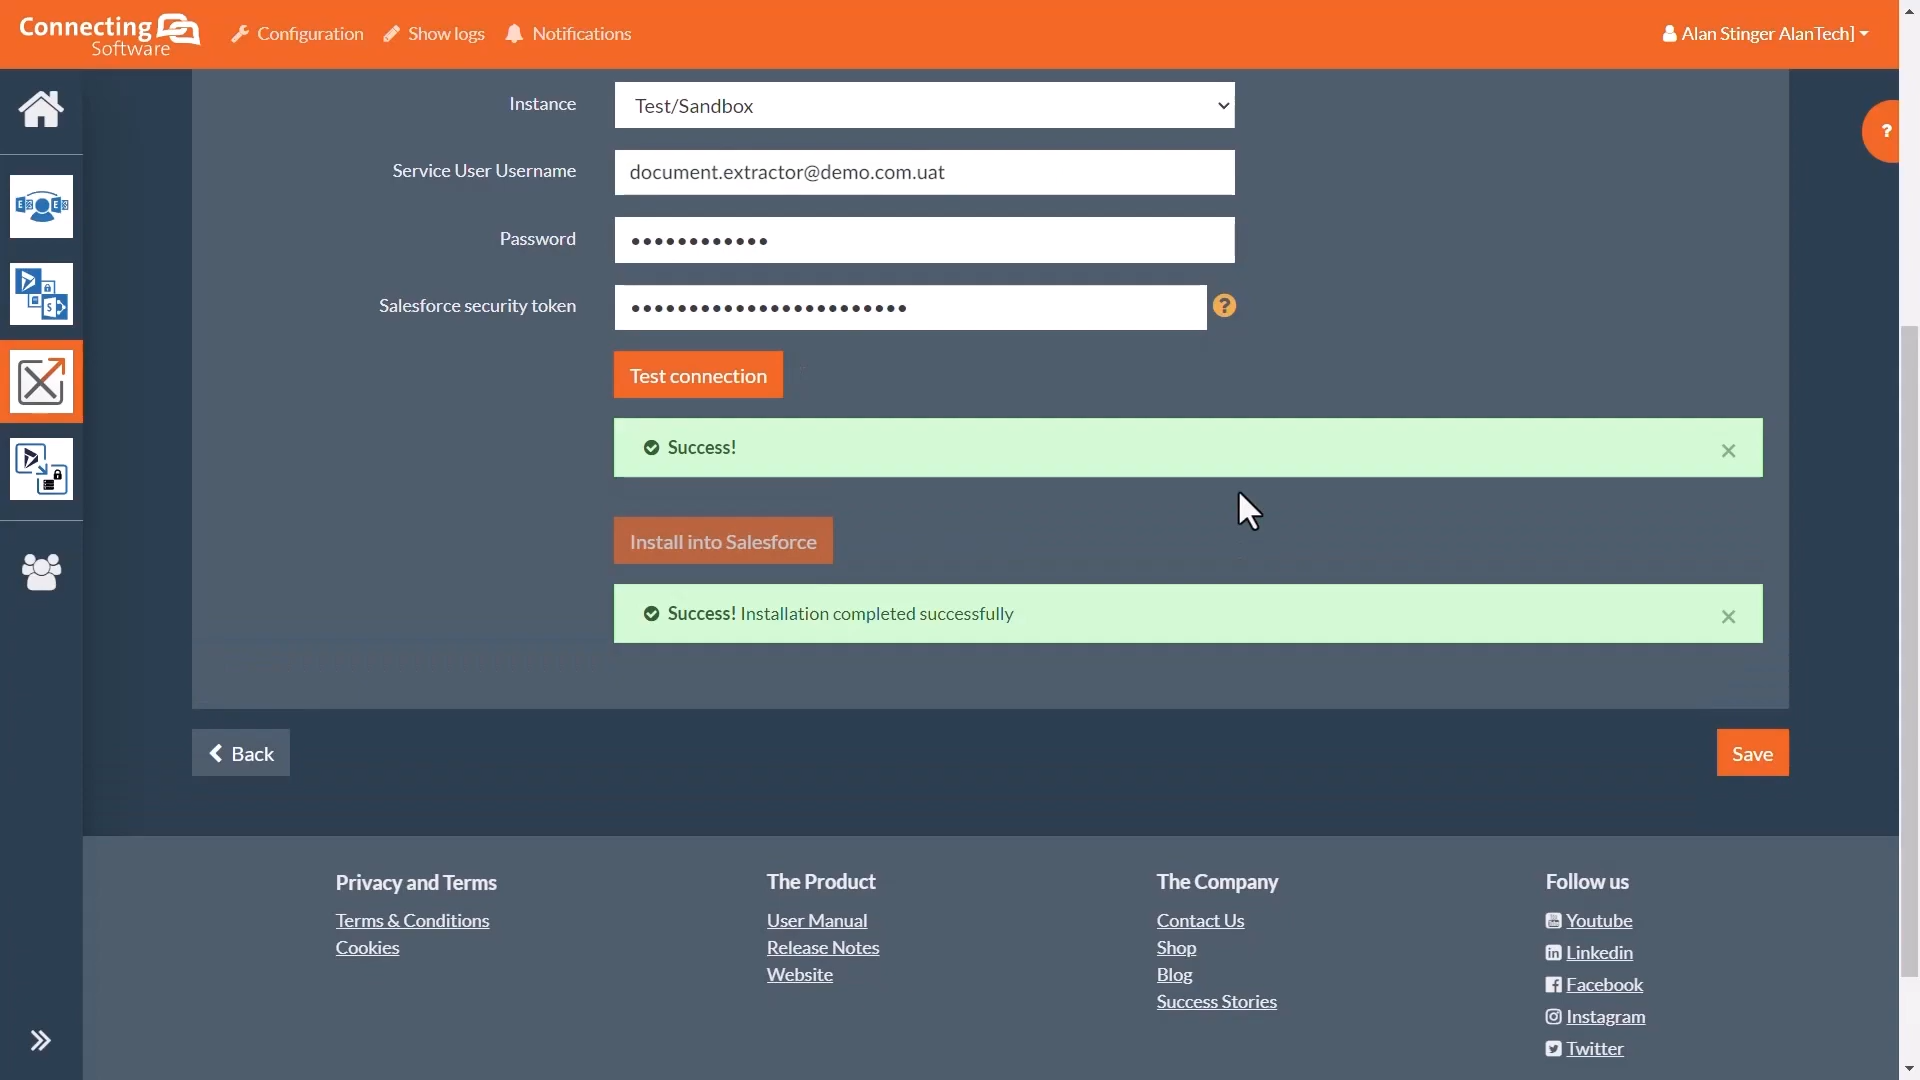 Connecting
Software
Configuration
Show logs
Notifications
Alan Stinger AlanTech]
?
Instance
Test/Sandbox
Service User Username
document.extractor@demo.com.uat
Password
••••••••••••
Salesforce security token
••••••••••••••••••••••••
?
Test connection
Success!
×
Install into Salesforce
Success! Installation completed successfully
×
Back
Save
Privacy and Terms
Terms & Conditions
Cookies
The Product
User Manual
Release Notes
Website
The Company
Contact Us
Shop
Blog
Success Stories
Follow us
Youtube
Linkedin
Facebook
Instagram
Twitter